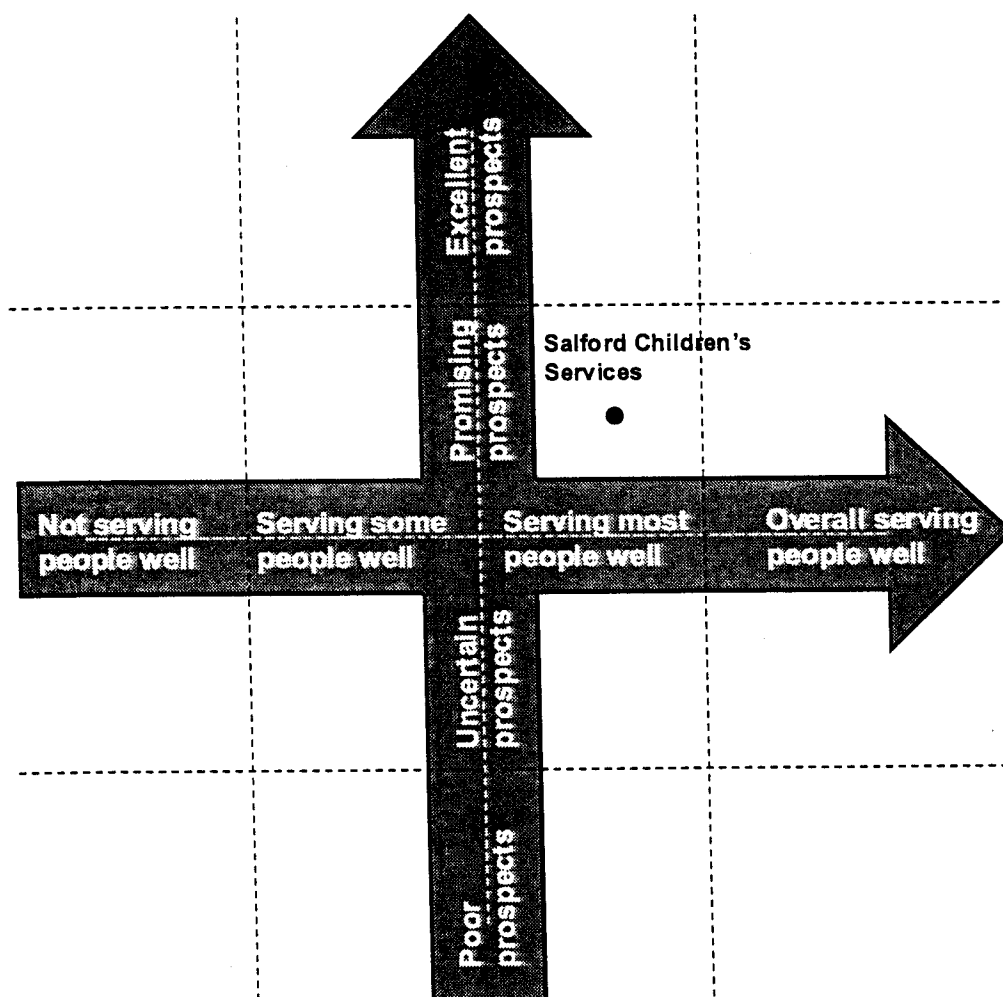 Excellent
prospects
Promising
prospects
Salford Children's
Services
Not serving
people well
Serving some
people well
Serving most
people well
Overall serving
people well
Uncertain
prospects
Poor
prospects